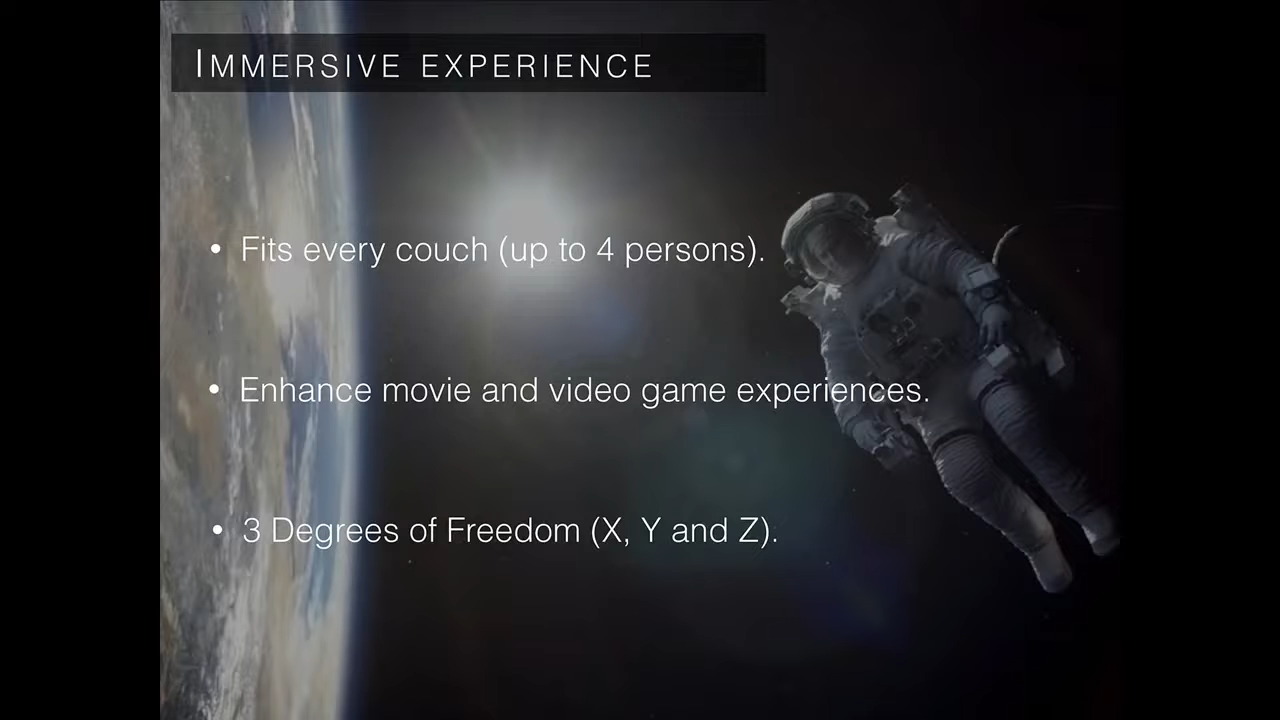 IMMERSIVE EXPERIENCE
• Fits every couch (up to 4 persons).
• Enhance movie and video game experiences.
• 3 Degrees of Freedom (X, Y and Z).